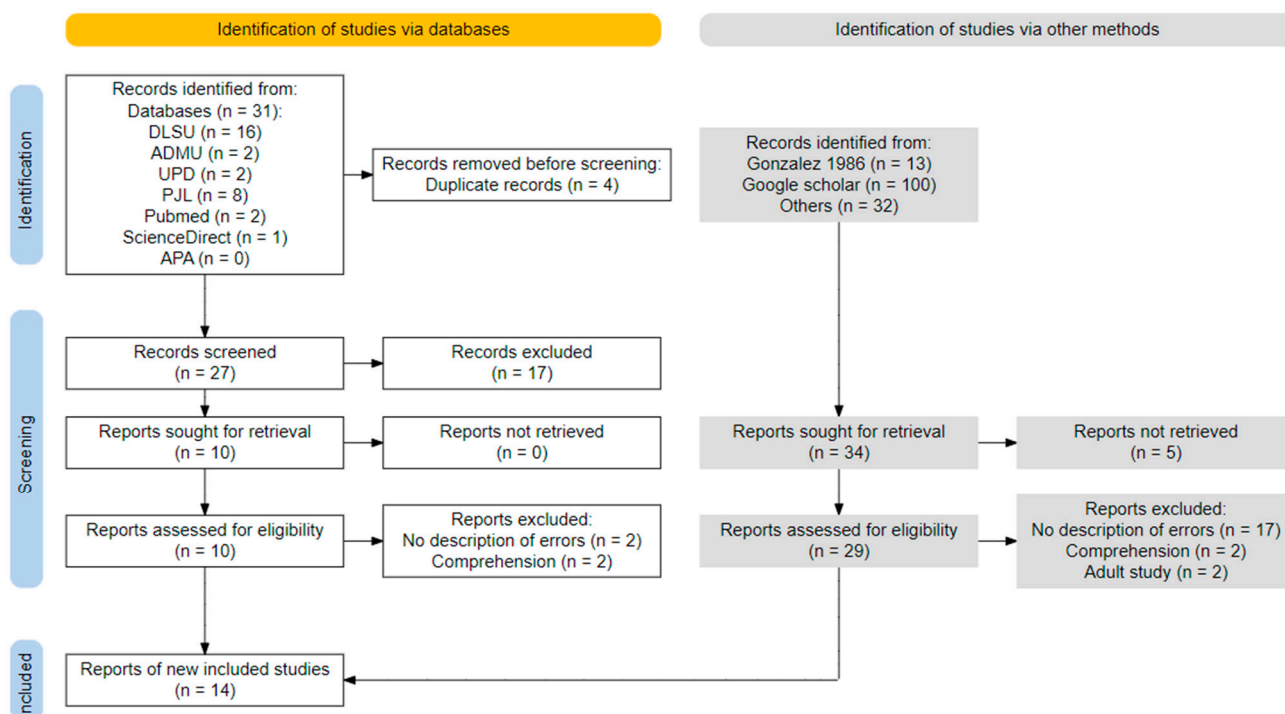 Identification of studies via databases
Identification of studies via other methods
Identification
Records identified from:
Databases (n = 31):
DLSU (n = 16)
ADMU (n = 2)
UPD (n = 2)
PJL (n = 8)
Pubmed (n = 2)
ScienceDirect (n = 1)
APA (n = 0)
Records removed before screening:
Duplicate records (n = 4)
Records identified from:
Gonzalez 1986 (n = 13)
Google scholar (n = 100)
Others (n = 32)
Screening
Records screened
(n = 27)
Records excluded
(n = 17)
Reports sought for retrieval
(n = 10)
Reports not retrieved
(n = 0)
Reports sought for retrieval
(n = 34)
Reports not retrieved
(n = 5)
Reports assessed for eligibility
(n = 10)
Reports excluded:
No description of errors (n = 2)
Comprehension (n = 2)
Reports assessed for eligibility
(n = 29)
Reports excluded:
No description of errors (n = 17)
Comprehension (n = 2)
Adult study (n = 2)
Included
Reports of new included studies
(n = 14)